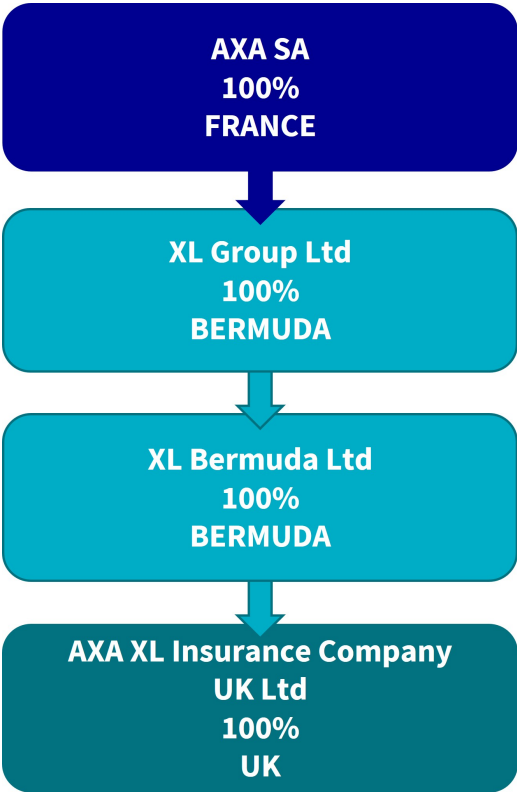 AXA SA
100%
FRANCE
XL Group Ltd
100%
BERMUDA
XL Bermuda Ltd
100%
BERMUDA
AXA XL Insurance Company
UK Ltd
100%
UK